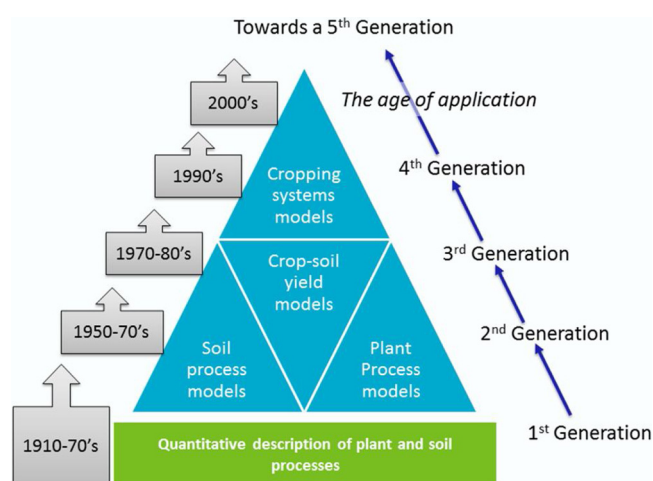 Towards a 5th Generation
2000's
The age of application
1990's
Cropping
systems
models
4th Generation
1970-80's
Crop-soil
yield
models
3rd Generation
1950-70's
Soil
process
models
Plant
Process
models
2nd Generation
1910-70's
Quantitative description of plant and soil
processes
1st Generation